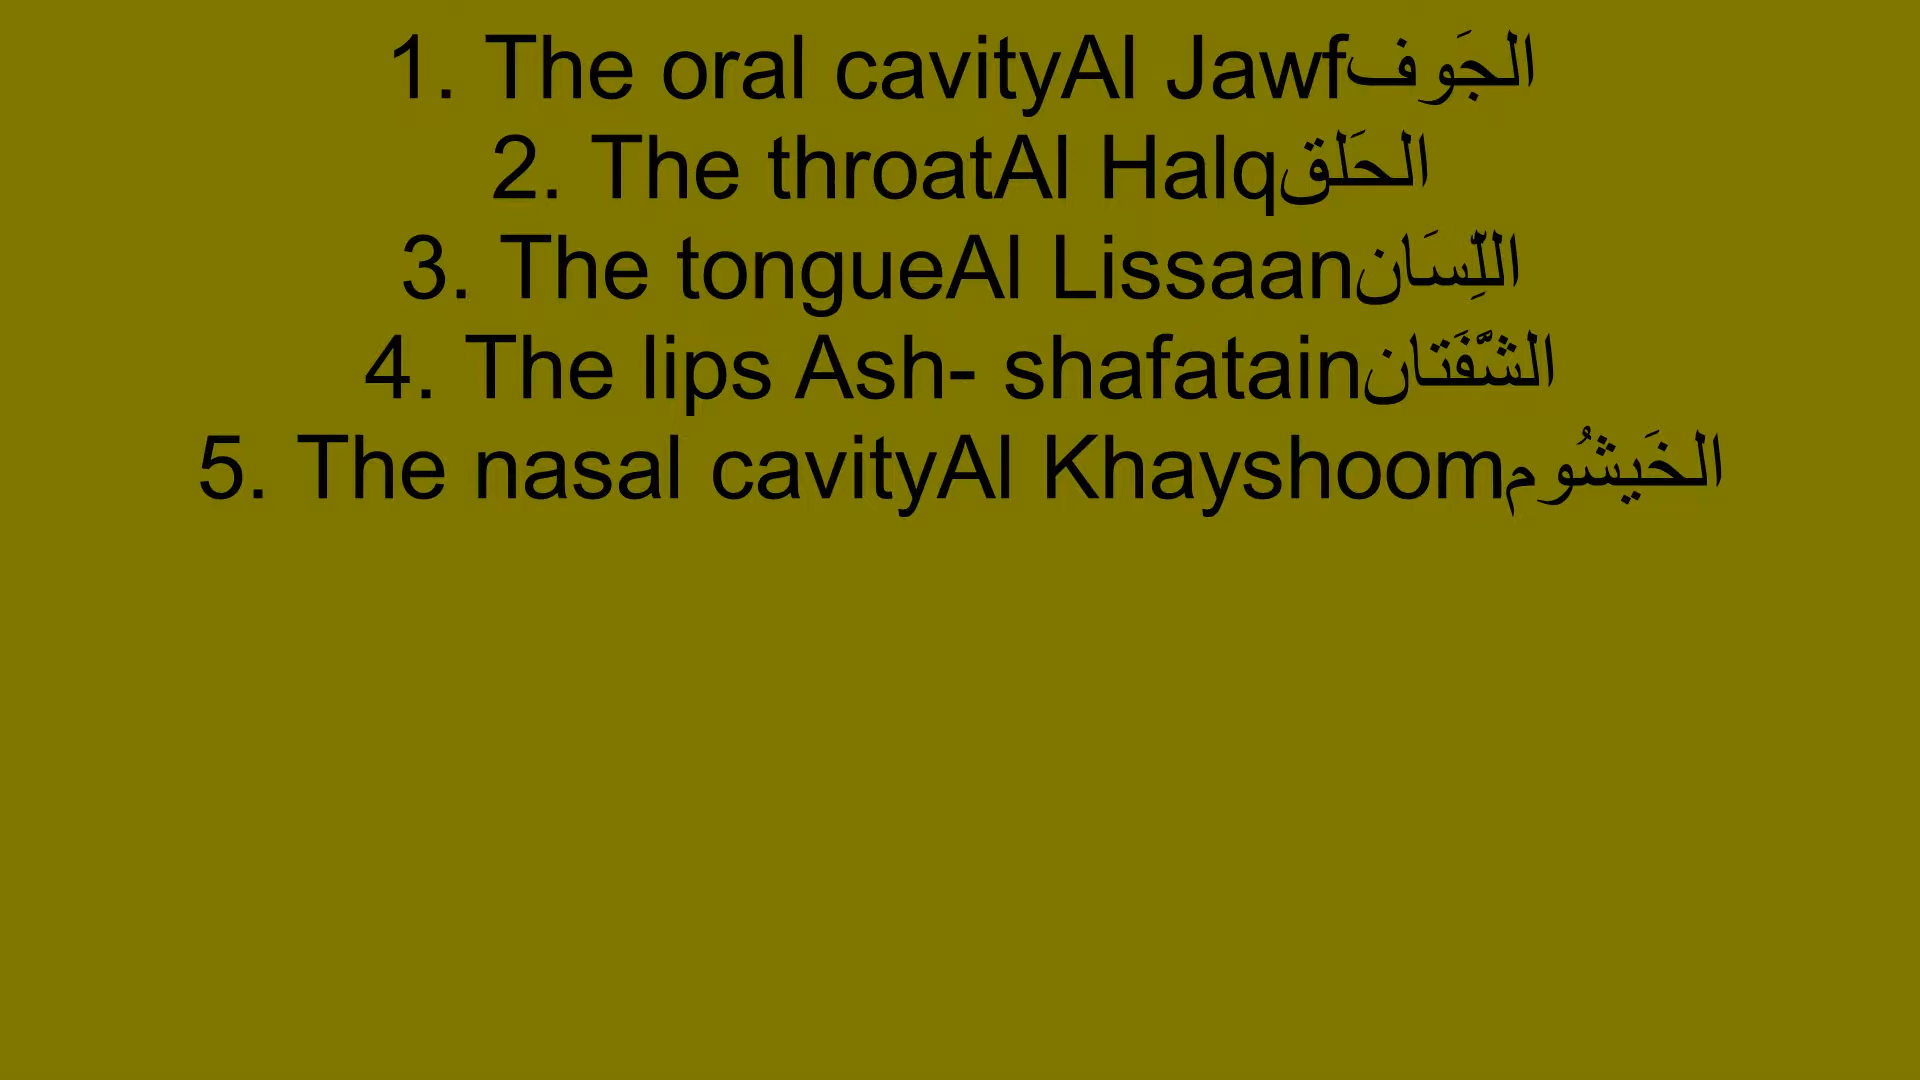 1. The oral cavityAl Jawfالجَوف
2. The throatAl Halqالحَلق
3. The tongueAl Lissaanاللِّسَان
4. The lips Ash- shafatainالشَّفَتان
5. The nasal cavityAl Khayshoomالخَيشُوم